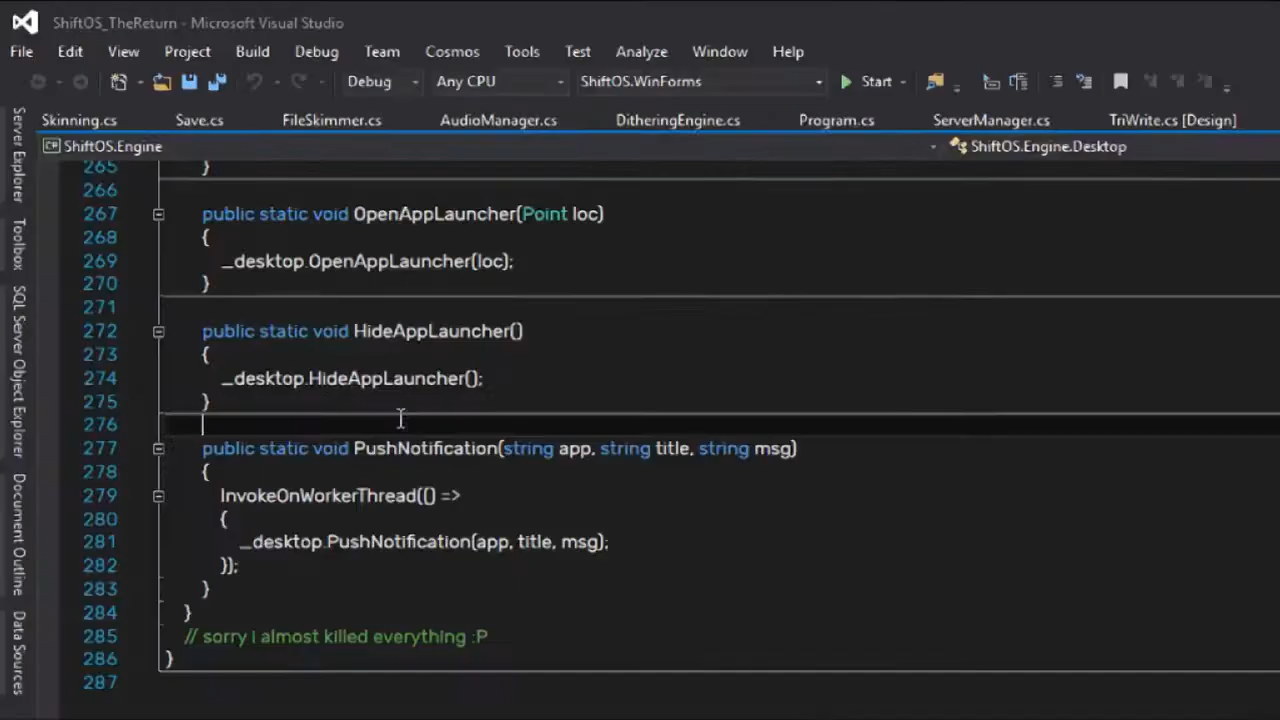 ShiftOS_TheReturn - Microsoft Visual Studio
File Edit View Project Build Debug Team Cosmos Tools Test Analyze Window Help
Debug Any CPU ShiftOS.WinForms Start
Skinning.cs Save.cs FileSkimmer.cs AudioManager.cs DitheringEngine.cs Program.cs ServerManager.cs TriWrite.cs [Design]
C# ShiftOS.Engine ShiftOS.Engine.Desktop
265 }
266
267 public static void OpenAppLauncher(Point loc)
268 {
269 _desktop.OpenAppLauncher(loc);
270 }
271
272 public static void HideAppLauncher()
273 {
274 _desktop.HideAppLauncher();
275 }
276
277 public static void PushNotification(string app, string title, string msg)
278 {
279 InvokeOnWorkerThread(() =>
280 {
281 _desktop.PushNotification(app, title, msg);
282 });
283 }
284 }
285 // sorry i almost killed everything :P
286 }
287
Server Explorer
Toolbox
SQL Server Object Explorer
Document Outline
Data Sources